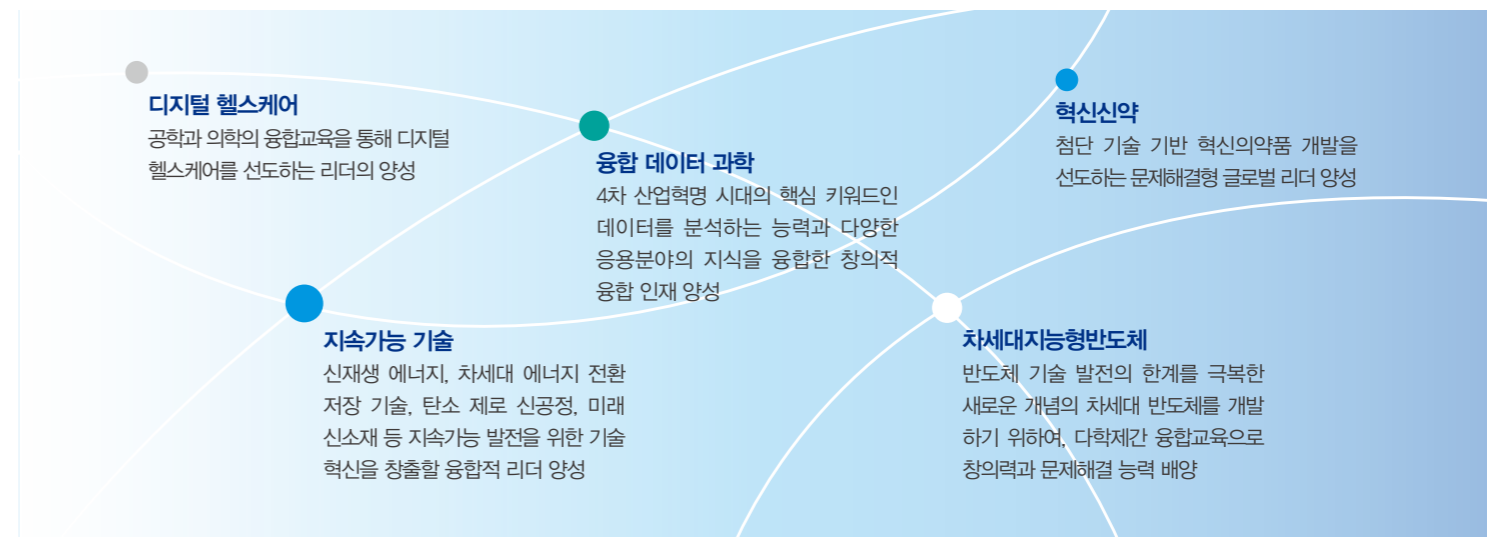 디지털 헬스케어
공학과 의학의 융합교육을 통해 디지털
헬스케어를 선도하는 리더의 양성
융합 데이터 과학
4차 산업혁명 시대의 핵심 키워드인
데이터를 분석하는 능력과 다양한
응용분야의 지식을 융합한 창의적
융합 인재 양성
혁신신약
첨단 기술 기반 혁신의약품 개발을
선도하는 문제해결형 글로벌 리더 양성
지속가능 기술
신재생 에너지, 차세대 에너지 전환
저장 기술, 탄소 제로 신공정, 미래
신소재 등 지속가능 발전을 위한 기술
혁신을 창출할 융합적 리더 양성
차세대지능형반도체
반도체 기술 발전의 한계를 극복한
새로운 개념의 차세대 반도체를 개발
하기 위하여, 다학제간 융합교육으로
창의력과 문제해결 능력 배양